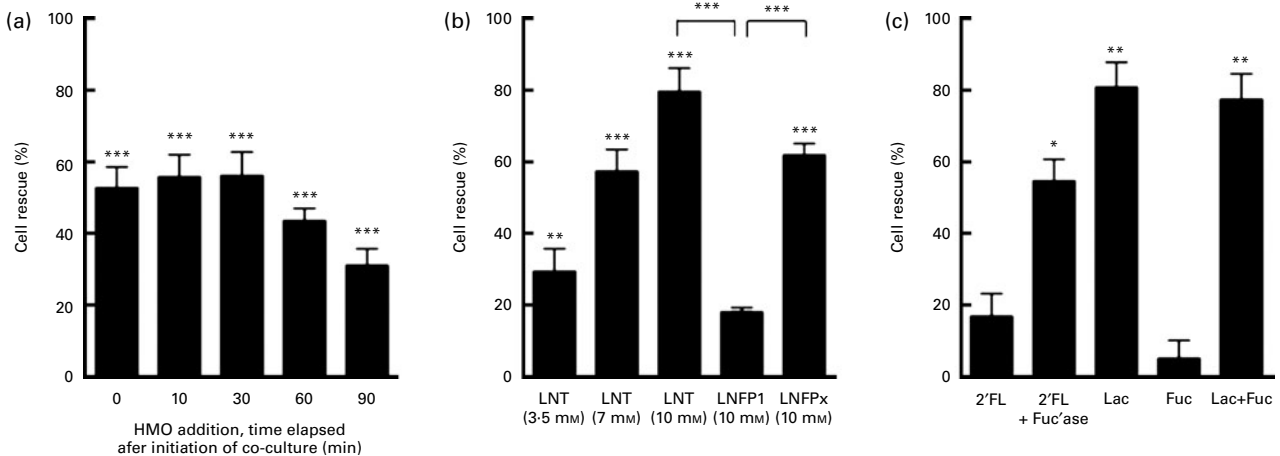 (a)
100
80
60
40
20
0
Cell rescue (%)
***
***
***
***
***
0 10 30 60 90
HMO addition, time elapsed
afer initiation of co-culture (min)
(b)
100
80
60
40
20
0
Cell rescue (%)
*** ***
**
***
***
***
LNT LNT LNT LNFP1 LNFPx
(3·5 mM) (7 mM) (10 mM) (10 mM) (10 mM)
(c)
100
80
60
40
20
0
Cell rescue (%)
*
**
**
2′FL 2′FL Lac Fuc Lac+Fuc
+ Fuc′ase